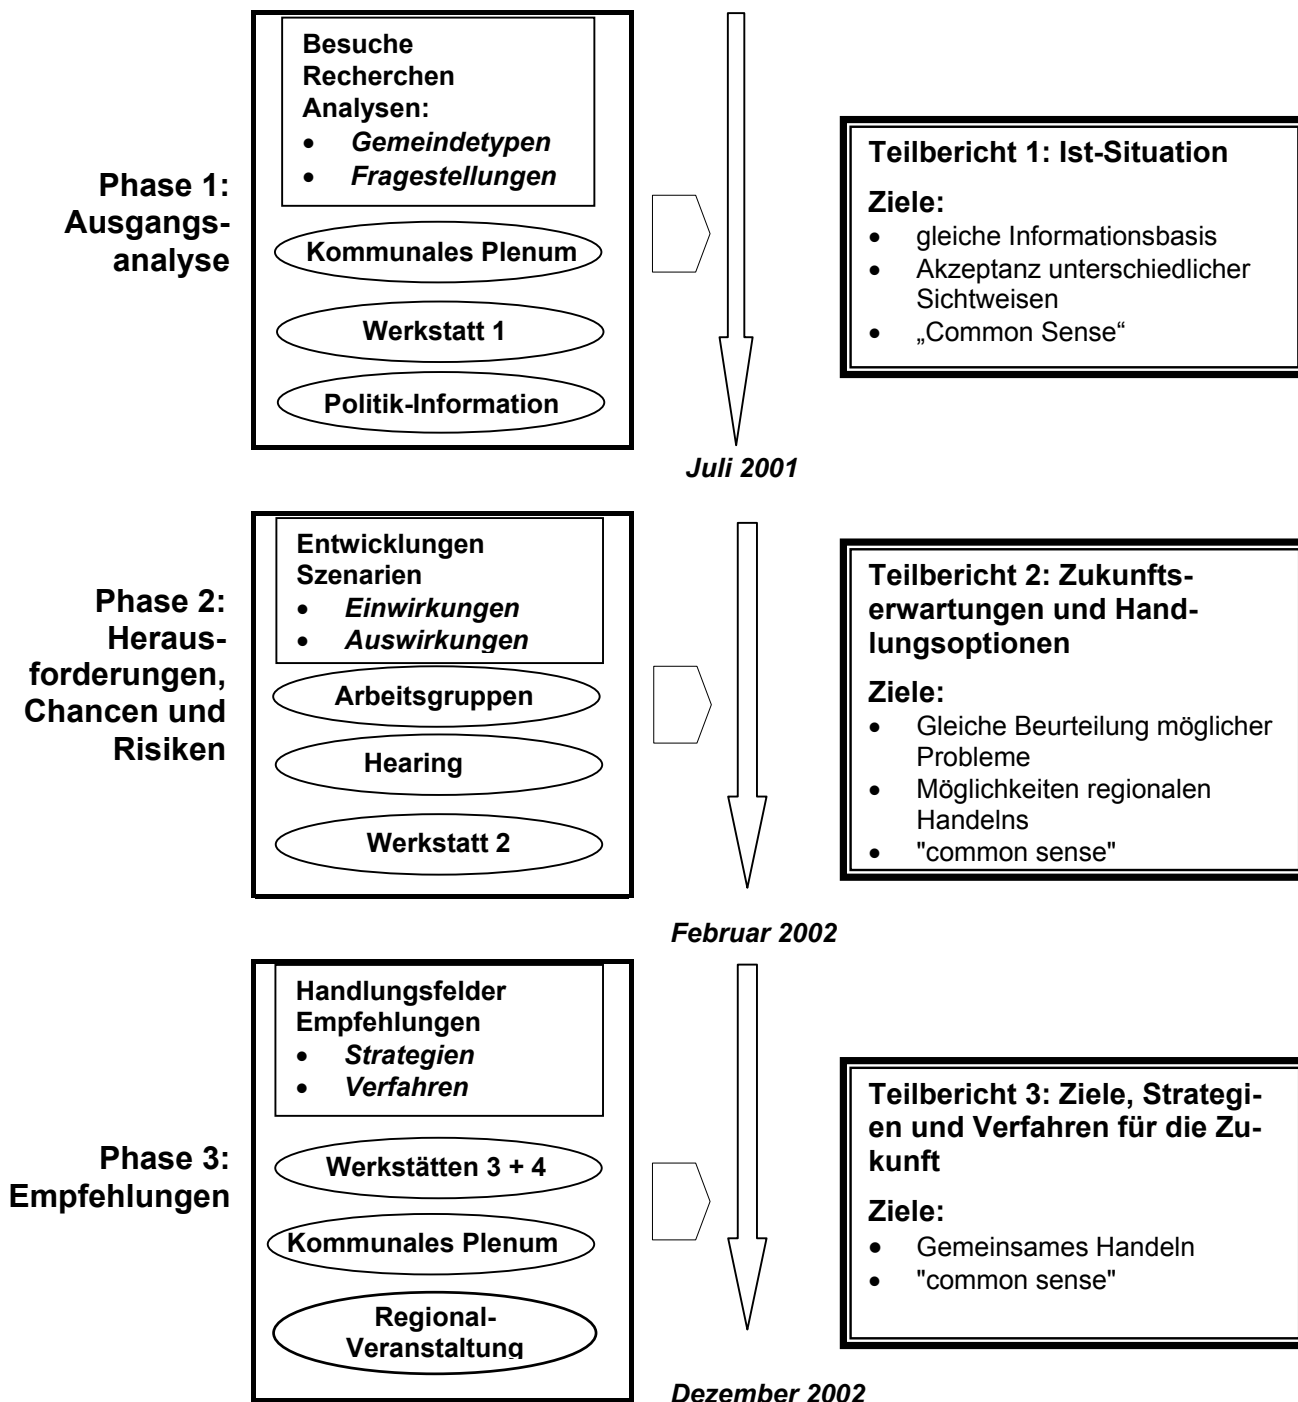 Phase 1:
Ausgangs-
analyse
Besuche
Recherchen
Analysen:
• Gemeindetypen
• Fragestellungen
Kommunales Plenum
Werkstatt 1
Politik-Information
Juli 2001
Teilbericht 1: Ist-Situation
Ziele:
• gleiche Informationsbasis
• Akzeptanz unterschiedlicher
Sichtweisen
• „Common Sense“
Phase 2:
Heraus-
forderungen,
Chancen und
Risiken
Entwicklungen
Szenarien
• Einwirkungen
• Auswirkungen
Arbeitsgruppen
Hearing
Werkstatt 2
Februar 2002
Teilbericht 2: Zukunfts-
erwartungen und Hand-
lungsoptionen
Ziele:
• Gleiche Beurteilung möglicher
Probleme
• Möglichkeiten regionalen
Handelns
• "common sense"
Phase 3:
Empfehlungen
Handlungsfelder
Empfehlungen
• Strategien
• Verfahren
Werkstätten 3 + 4
Kommunales Plenum
Regional-
Veranstaltung
Dezember 2002
Teilbericht 3: Ziele, Strategi-
en und Verfahren für die Zu-
kunft
Ziele:
• Gemeinsames Handeln
• "common sense"